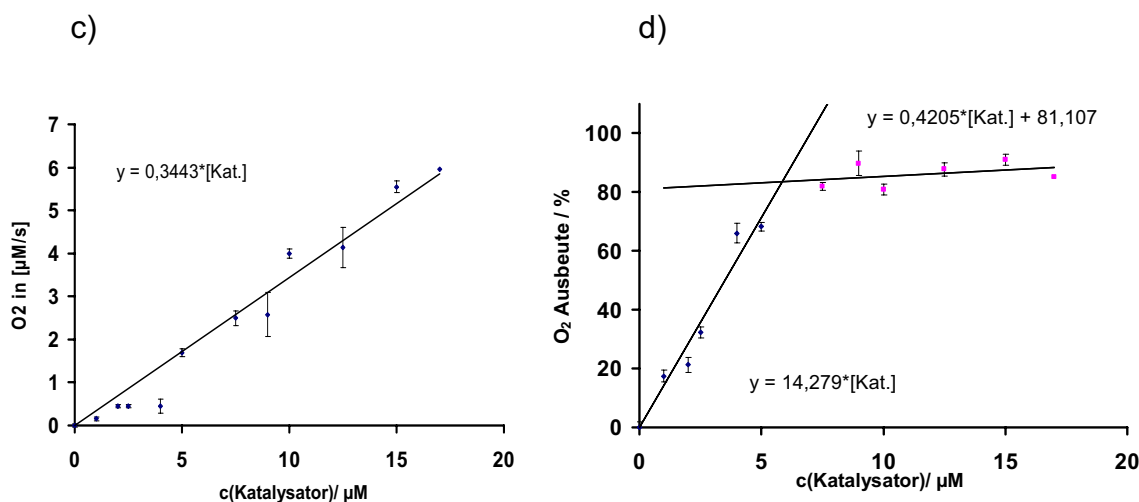 c)
O2 in [µM/s]
7
6
5
4
3
2
1
0
y = 0,3443*[Kat.]
0 5 10 15 20
c(Katalysator)/ µM
d)
O₂ Ausbeute / %
100
80
60
40
20
0
y = 0,4205*[Kat.] + 81,107
y = 14,279*[Kat.]
0 5 10 15 20
c(Katalysator)/ µM